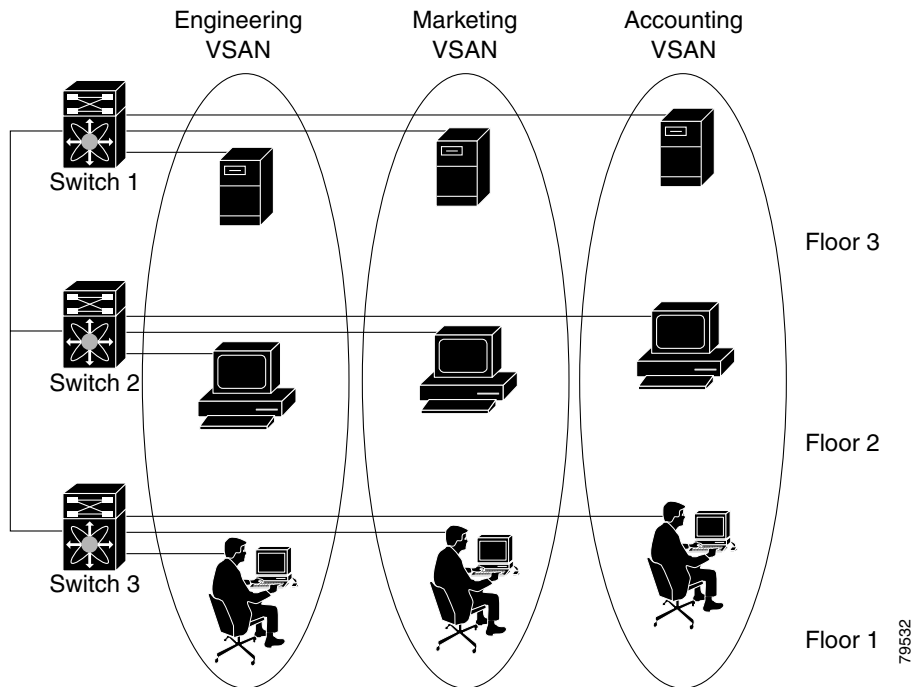 Engineering
VSAN
Marketing
VSAN
Accounting
VSAN
Switch 1
Floor 3
Switch 2
Floor 2
Switch 3
Floor 1
79532